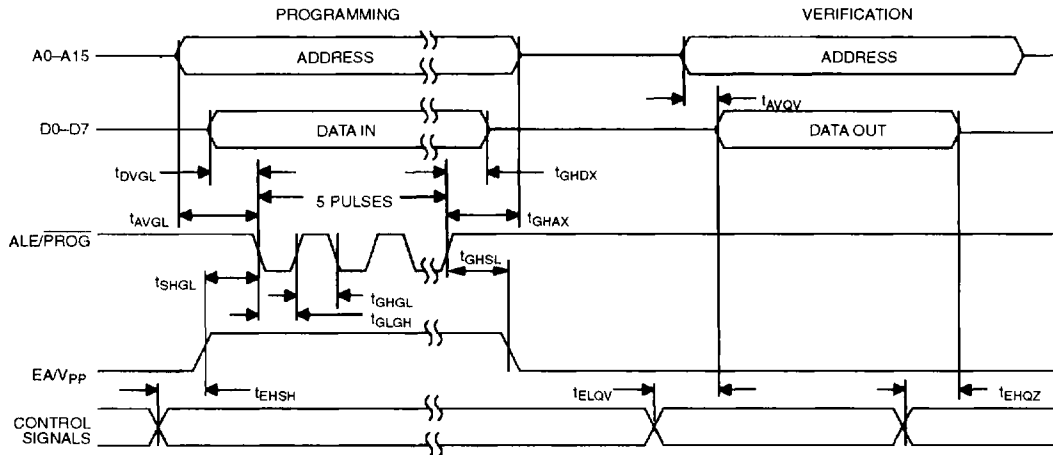 PROGRAMMING VERIFICATION
A0–A15 ADDRESS ADDRESS
tAVQV
D0–D7 DATA IN DATA OUT
tDVGL tGHDX
5 PULSES
tAVGL tGHAX
ALE/PROG
tGHSL
tSHGL
tGHGL
tGLGH
EA/VPP
tEHSH tELQV tEHQZ
CONTROL
SIGNALS